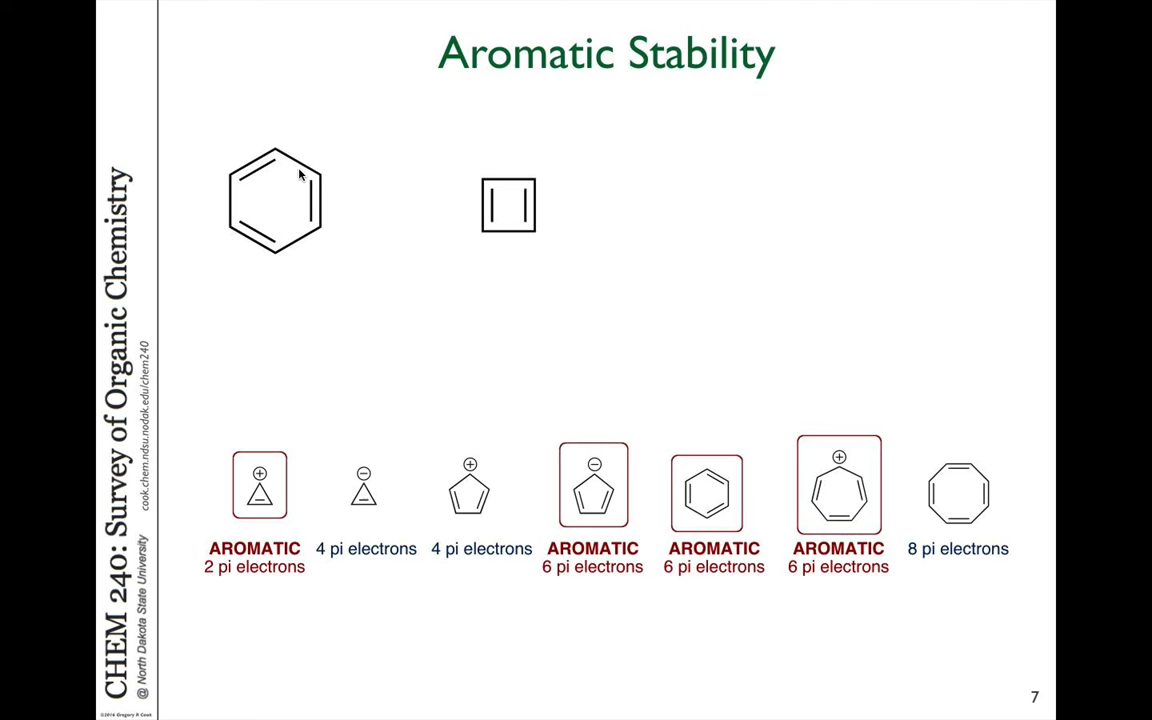 Aromatic Stability
CHEM 240: Survey of Organic Chemistry
@ North Dakota State University
cook.chem.ndsu.nodak.edu/chem240
+
−
+
−
+
AROMATIC
2 pi electrons
4 pi electrons
4 pi electrons
AROMATIC
6 pi electrons
AROMATIC
6 pi electrons
AROMATIC
6 pi electrons
8 pi electrons
©2016 Gregory R Cook
7